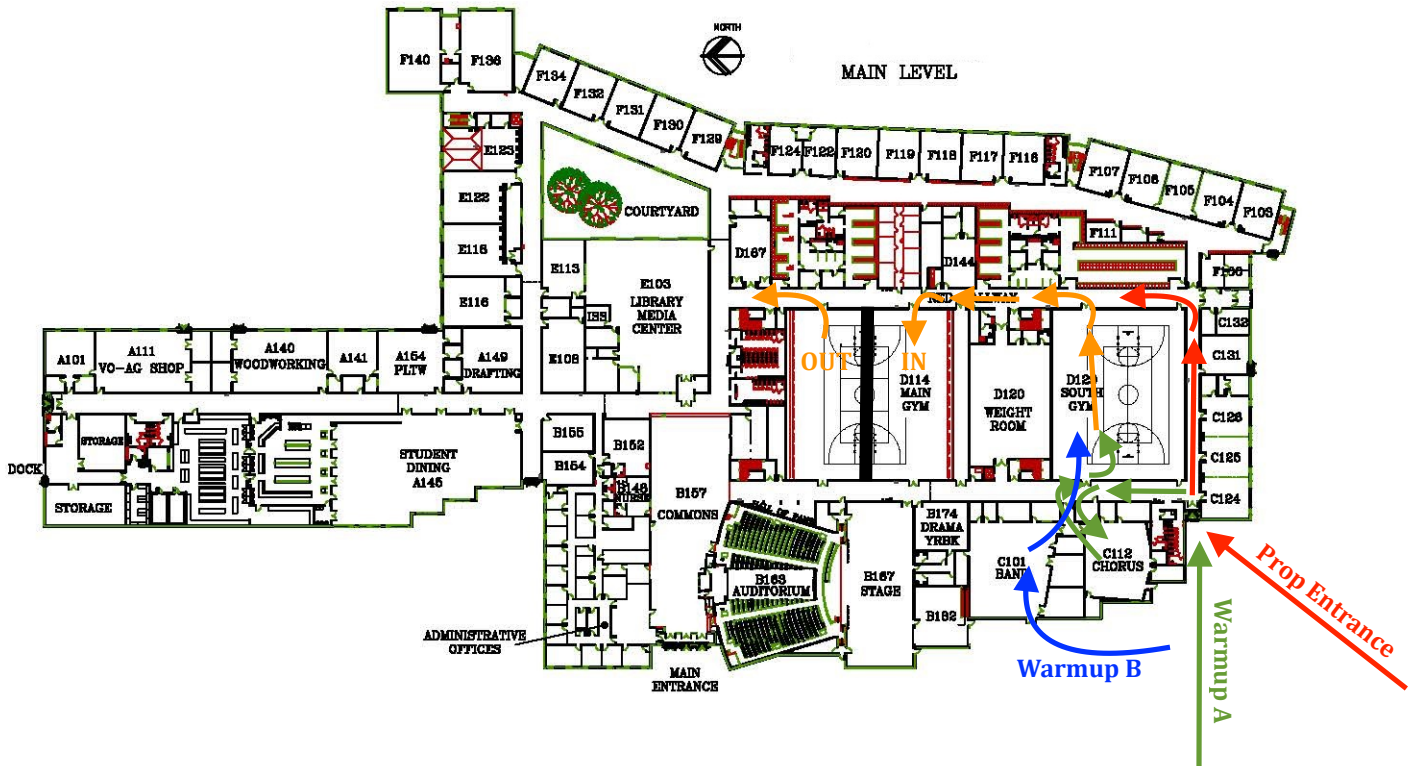 NORTH
MAIN LEVEL
F140
F136
F134
F132
F131
F130
F129
F124
F122
F120
F119
F118
F117
F116
F107
F106
F105
F104
F103
E123
E122
E118
E116
COURTYARD
E113
E103
LIBRARY
MEDIA
CENTER
ISS
E108
D167
D144
F111
C132
C131
C126
C125
C124
A101
A111
VO-AG SHOP
A140
WOODWORKING
A141
A154
PLTW
A149
DRAFTING
OUT
IN
D114
MAIN
GYM
D120
WEIGHT
ROOM
SOUTH
GYM
STORAGE
DOCK
STORAGE
STUDENT
DINING
A145
B155
B154
B152
B148
NURSE
B157
COMMONS
B163
AUDITORIUM
B167
STAGE
B174
DRAMA
YRBK
B182
C101
BAND
C112
CHORUS
ADMINISTRATIVE
OFFICES
MAIN
ENTRANCE
Warmup B
Warmup A
Prop Entrance